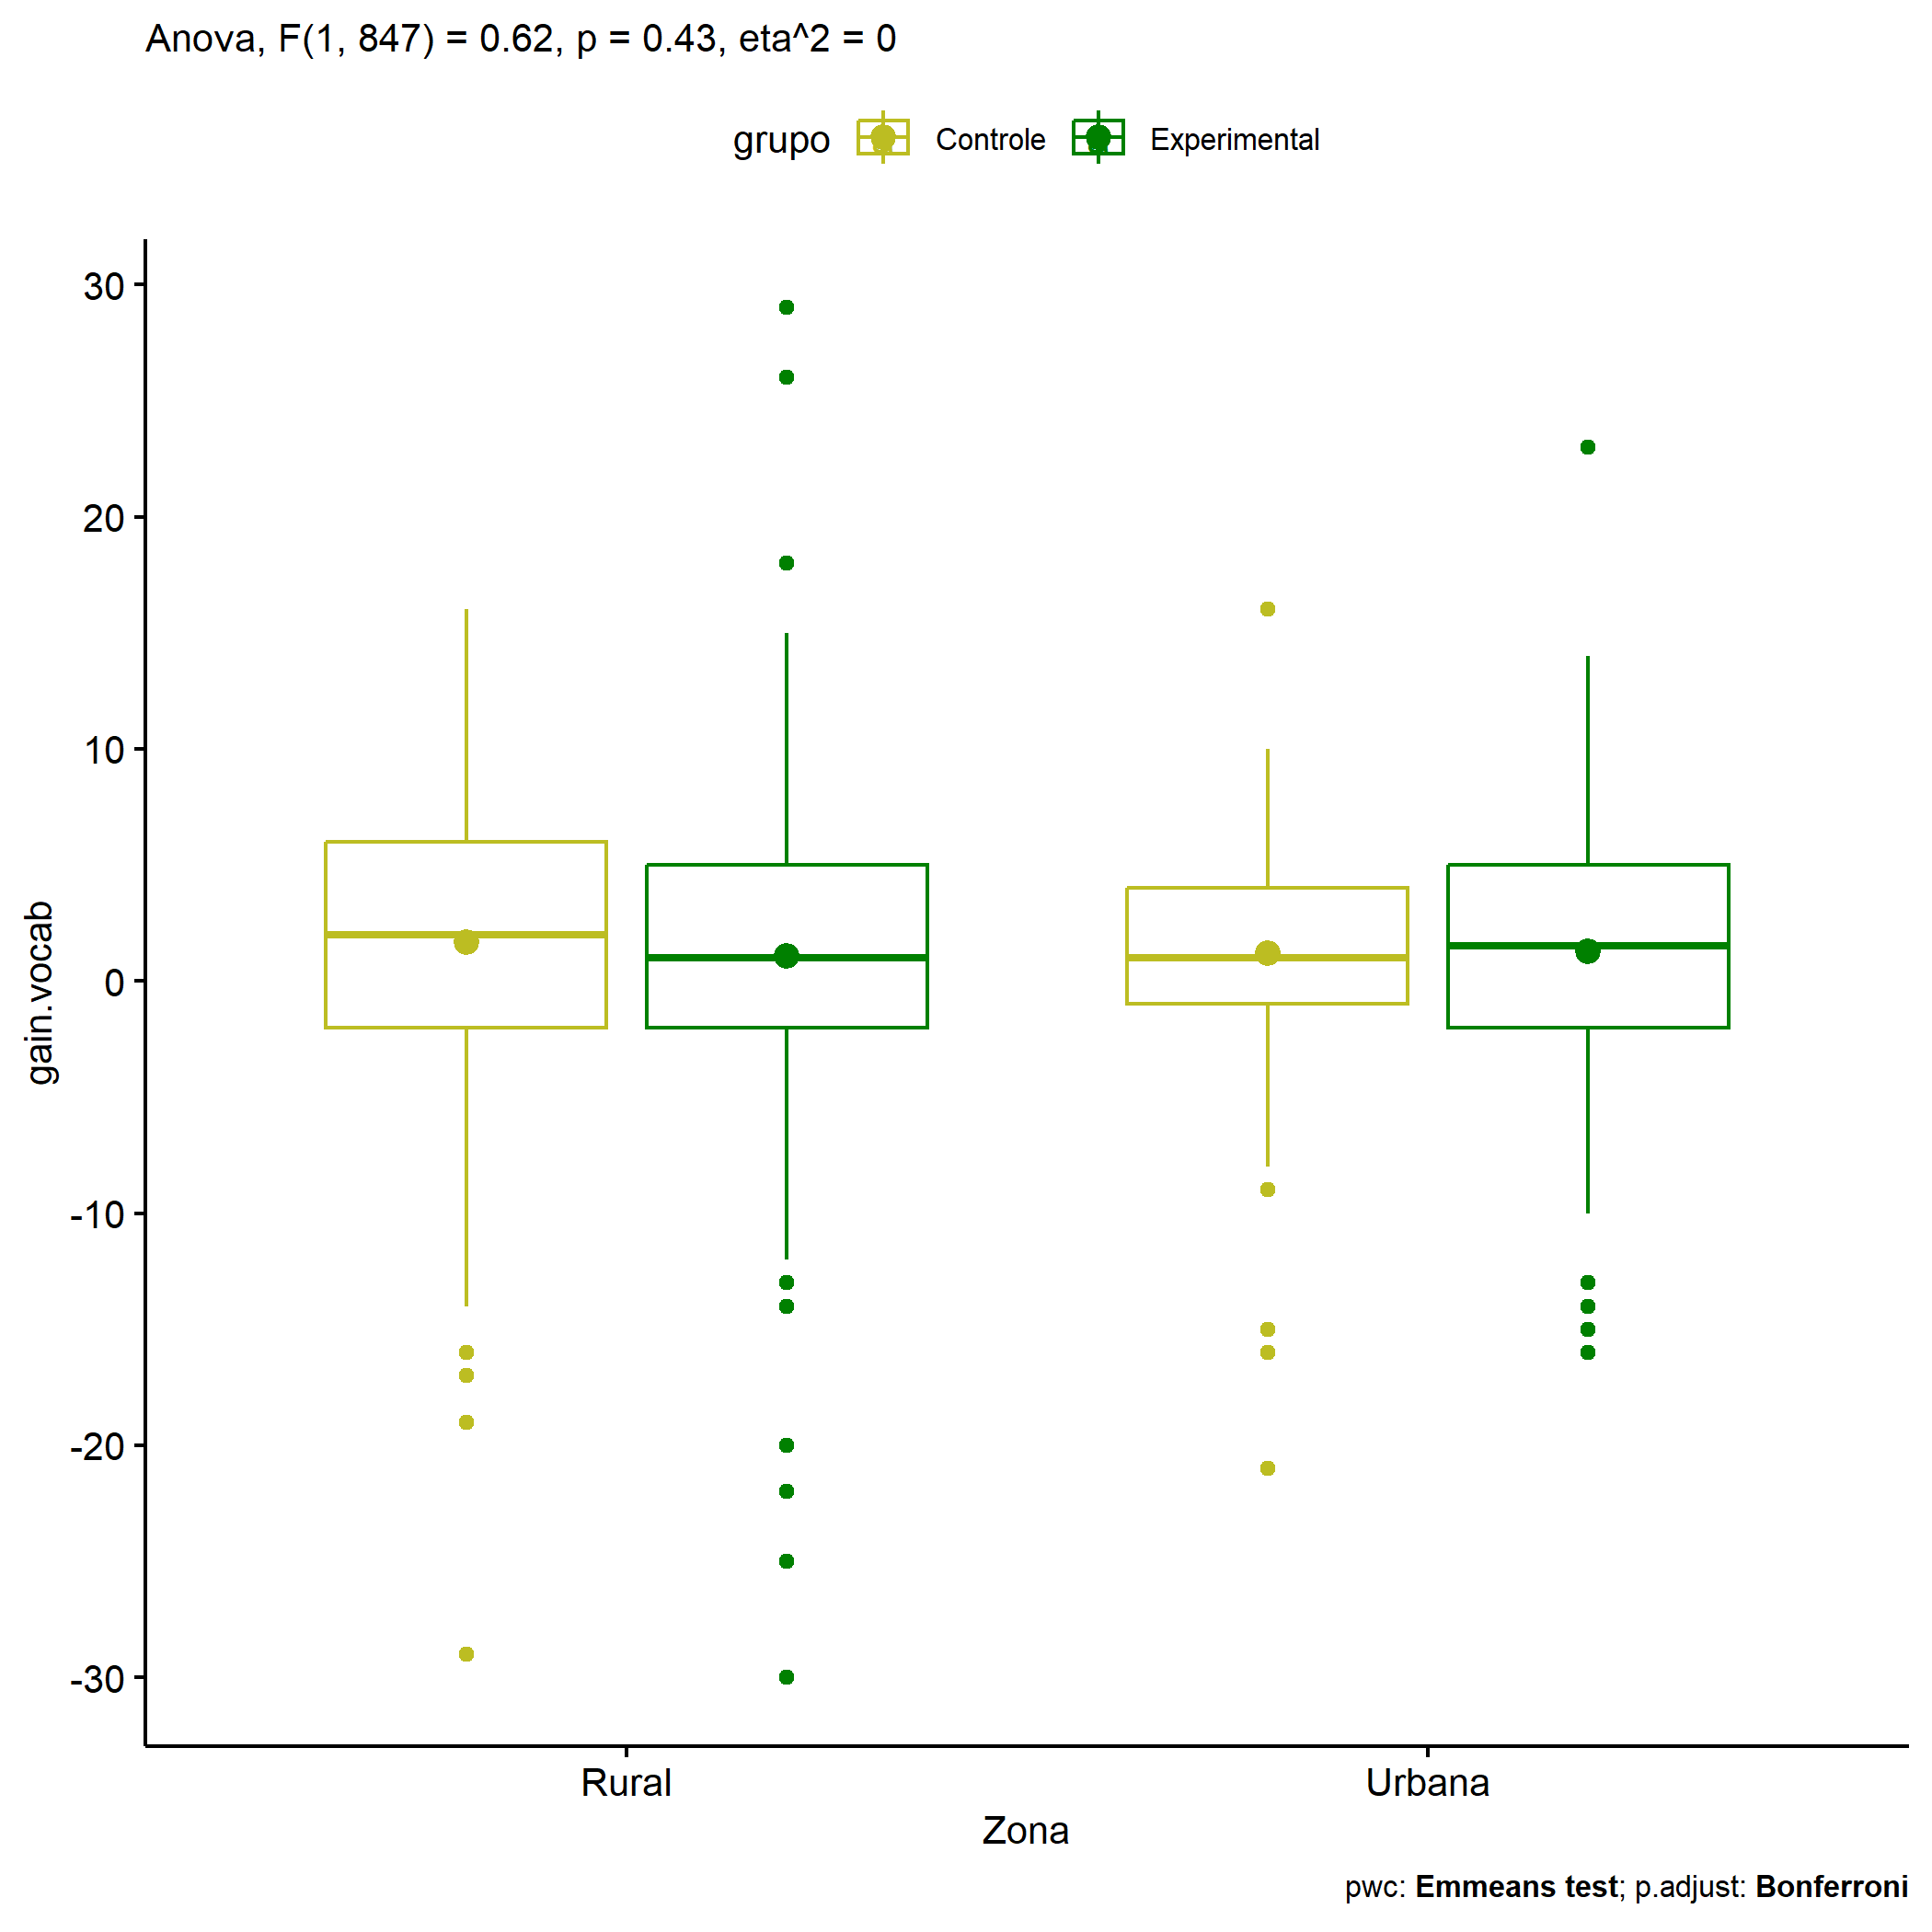 Anova, F(1, 847) = 0.62, p = 0.43, eta^2 = 0
grupo Controle Experimental
30
20
10
0
-10
-20
-30
gain.vocab
Rural Urbana
Zona
pwc: Emmeans test; p.adjust: Bonferroni